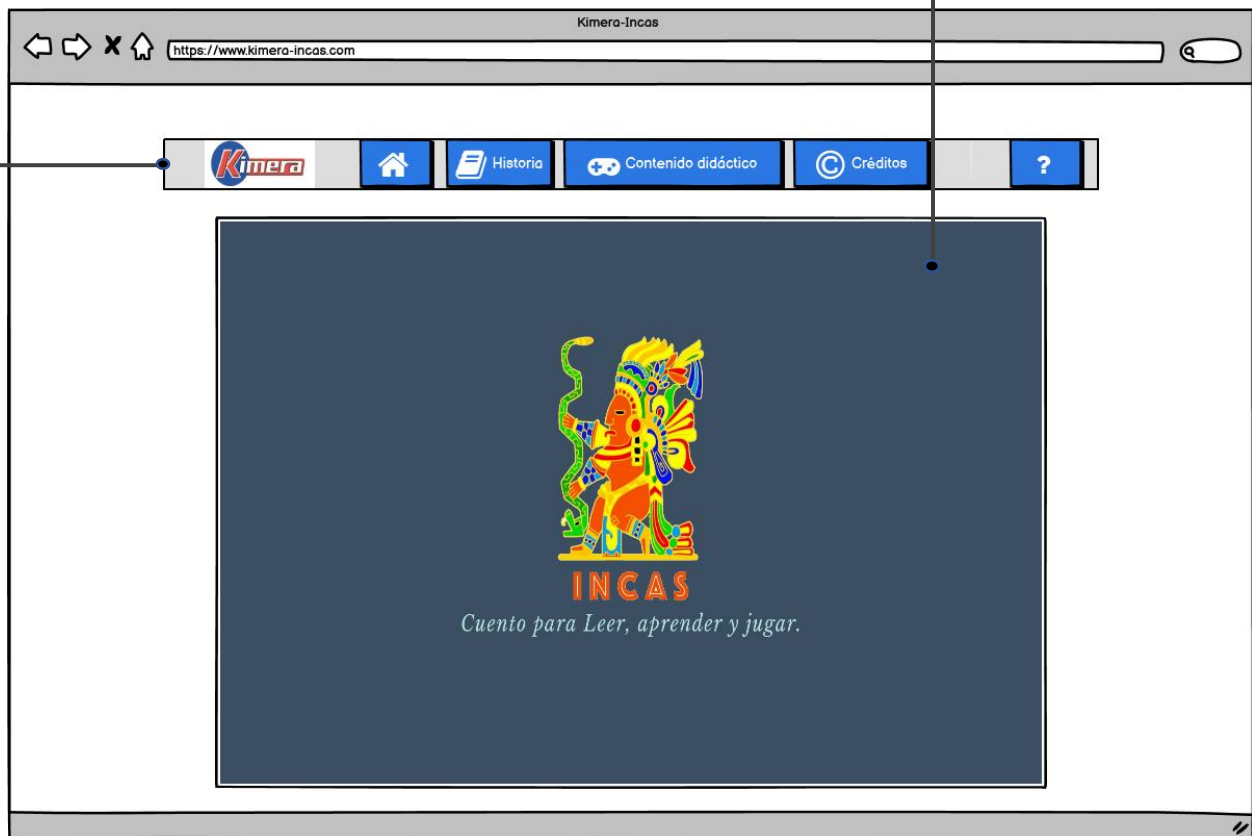 Kimera-Incas
https://www.kimera-incas.com
Kimera
Historia
Contenido didáctico
© Créditos
?
INCAS
Cuento para Leer, aprender y jugar.